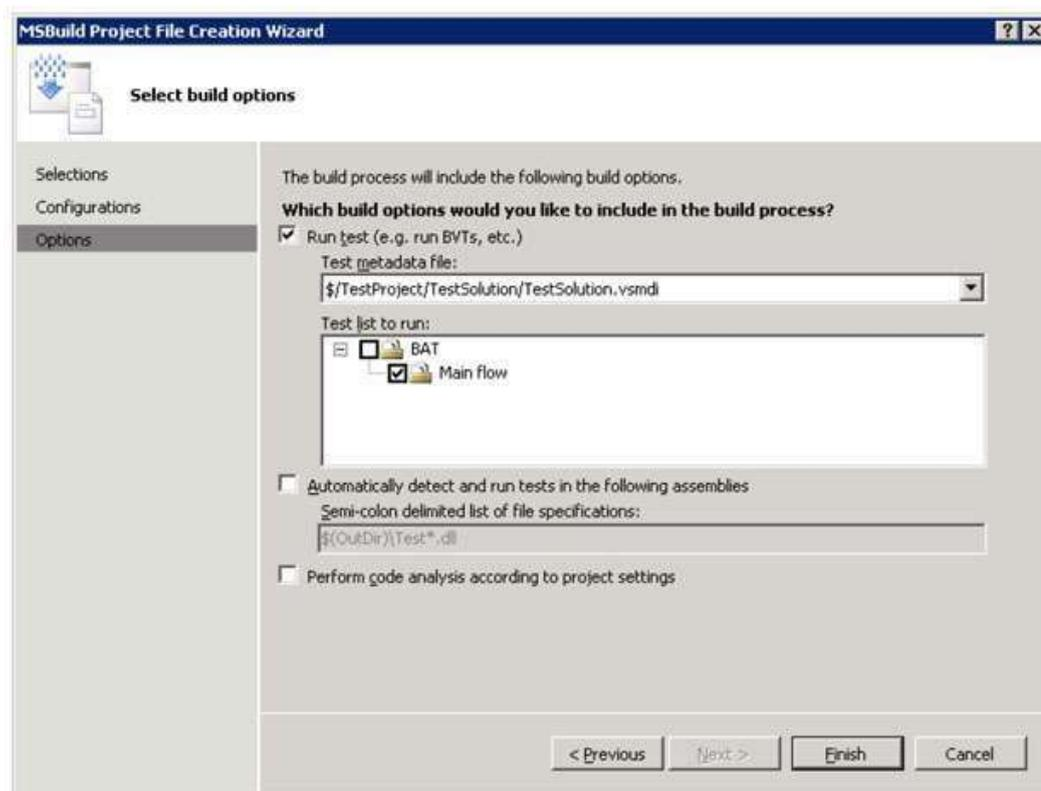 MSBuild Project File Creation Wizard
Select build options
Selections
Configurations
Options
The build process will include the following build options.
Which build options would you like to include in the build process?
Run test (e.g. run BVTs, etc.)
Test metadata file:
$/TestProject/TestSolution/TestSolution.vsmdi
Test list to run:
BAT
Main flow
Automatically detect and run tests in the following assemblies
Semi-colon delimited list of file specifications:
$(OutDir)\Test*.dll
Perform code analysis according to project settings
< Previous
Next >
Finish
Cancel